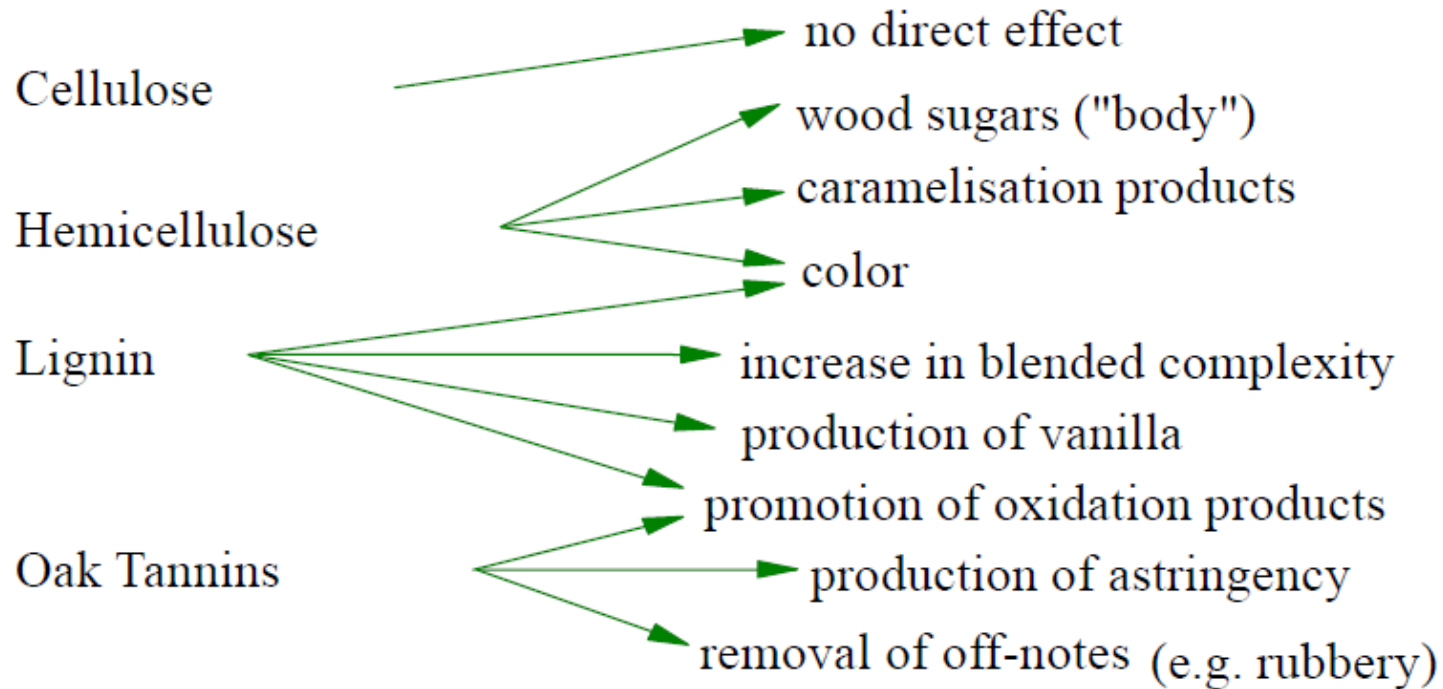 no direct effect
Cellulose
wood sugars ("body")
caramelisation products
Hemicellulose
color
Lignin
increase in blended complexity
production of vanilla
promotion of oxidation products
Oak Tannins
production of astringency
removal of off-notes (e.g. rubbery)